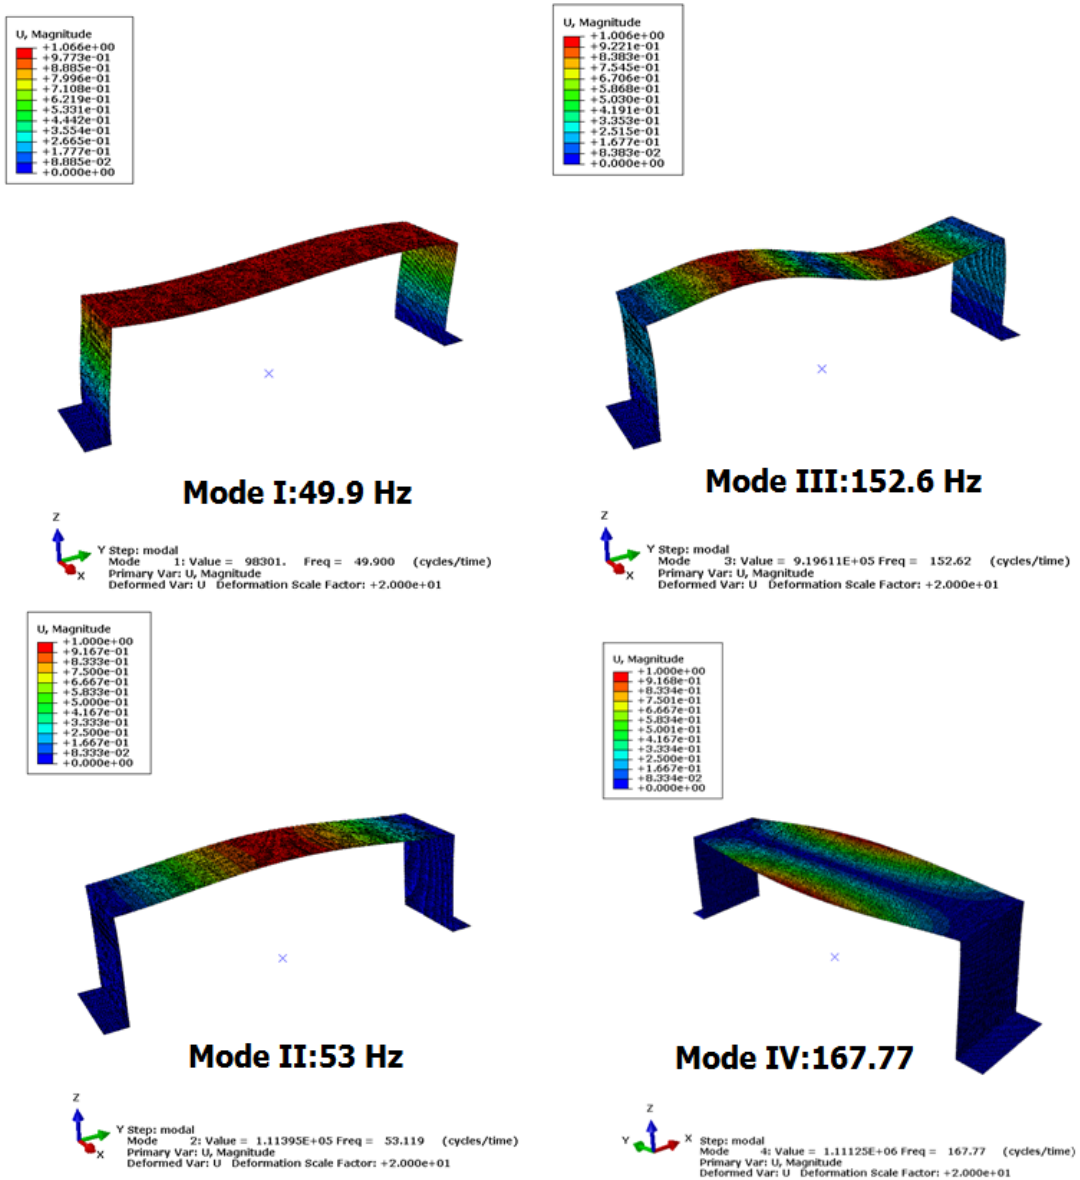 U, Magnitude
+1.066e+00
+9.773e-01
+8.885e-01
+7.996e-01
+7.108e-01
+6.219e-01
+5.331e-01
+4.442e-01
+3.554e-01
+2.665e-01
+1.777e-01
+8.885e-02
+0.000e+00
Mode I:49.9 Hz
Z
Y
X
Step: modal
Mode 1: Value = 98301. Freq = 49.900 (cycles/time)
Primary Var: U, Magnitude
Deformed Var: U Deformation Scale Factor: +2.000e+01
U, Magnitude
+1.006e+00
+9.221e-01
+8.383e-01
+7.545e-01
+6.706e-01
+5.868e-01
+5.030e-01
+4.191e-01
+3.353e-01
+2.515e-01
+1.677e-01
+8.383e-02
+0.000e+00
Mode III:152.6 Hz
Z
Y
X
Step: modal
Mode 3: Value = 9.19611E+05 Freq = 152.62 (cycles/time)
Primary Var: U, Magnitude
Deformed Var: U Deformation Scale Factor: +2.000e+01
U, Magnitude
+1.000e+00
+9.167e-01
+8.333e-01
+7.500e-01
+6.667e-01
+5.833e-01
+5.000e-01
+4.167e-01
+3.333e-01
+2.500e-01
+1.667e-01
+8.333e-02
+0.000e+00
Mode II:53 Hz
Z
Y
X
Step: modal
Mode 2: Value = 1.11395E+05 Freq = 53.119 (cycles/time)
Primary Var: U, Magnitude
Deformed Var: U Deformation Scale Factor: +2.000e+01
U, Magnitude
+1.000e+00
+9.168e-01
+8.334e-01
+7.501e-01
+6.667e-01
+5.834e-01
+5.001e-01
+4.167e-01
+3.334e-01
+2.500e-01
+1.667e-01
+8.334e-02
+0.000e+00
Mode IV:167.77
Z
Y
X
Step: modal
Mode 4: Value = 1.11125E+06 Freq = 167.77 (cycles/time)
Primary Var: U, Magnitude
Deformed Var: U Deformation Scale Factor: +2.000e+01